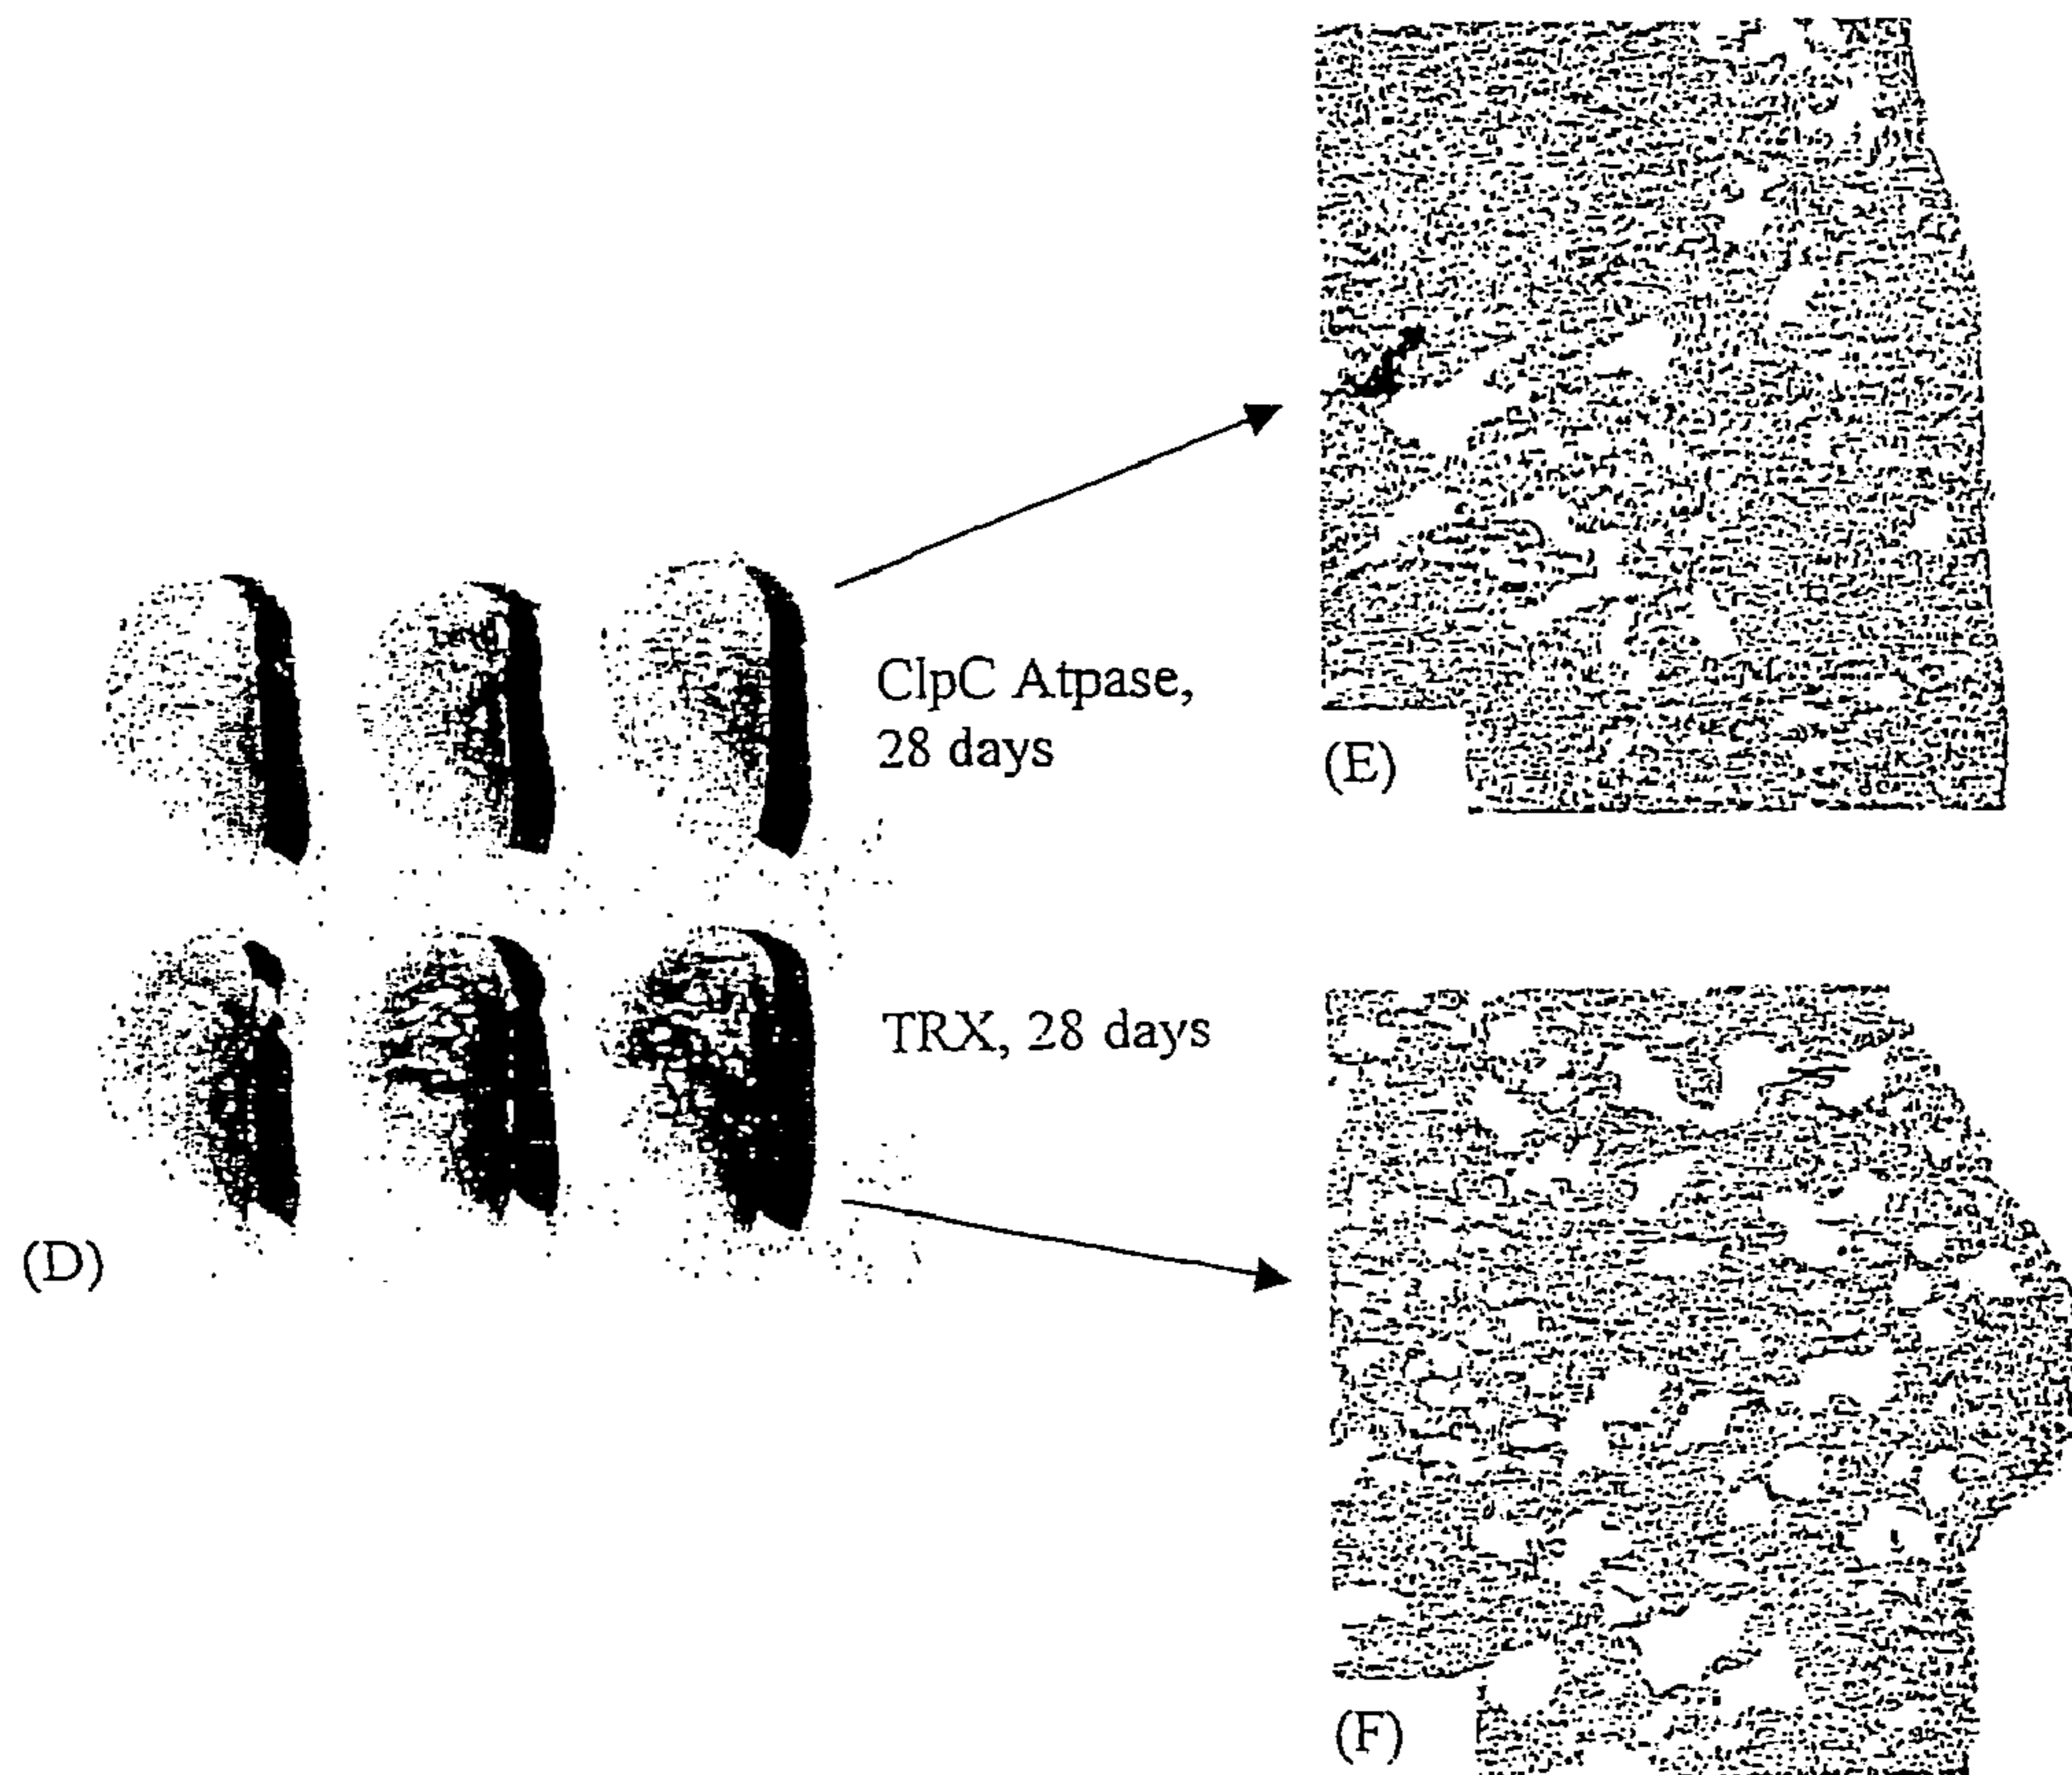 ClpC Atpase,
28 days
(E)
TRX, 28 days
(D)
(F)